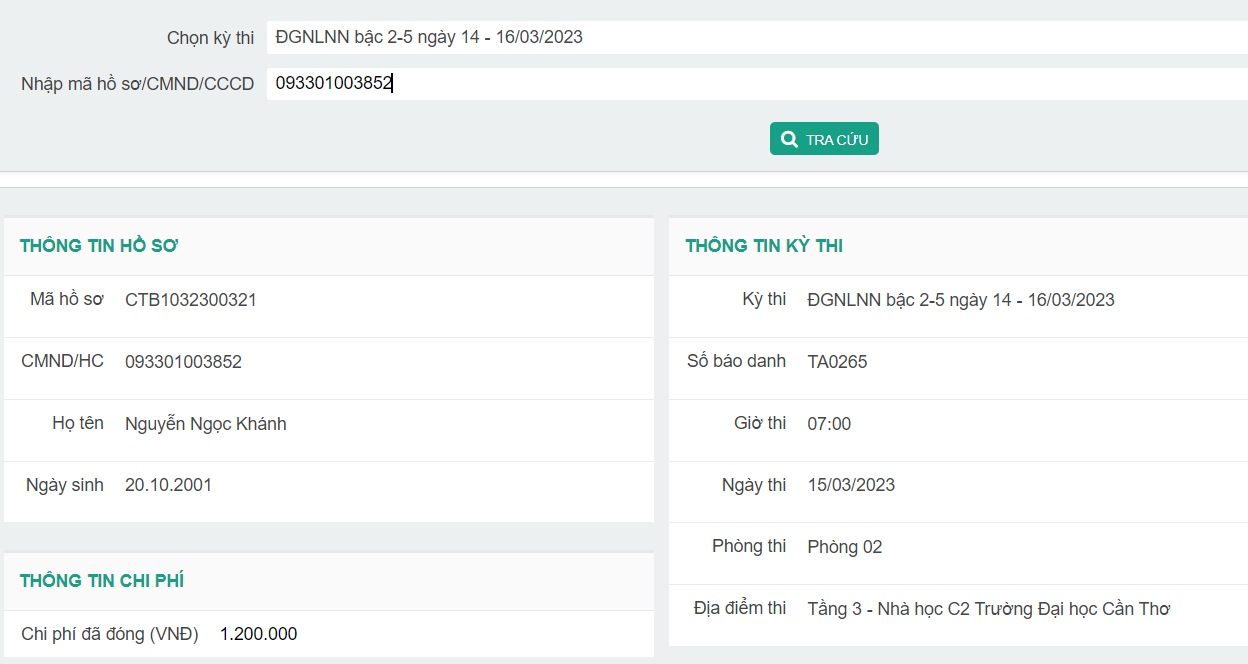 Chọn kỳ thi ĐGNLNN bậc 2-5 ngày 14 - 16/03/2023
Nhập mã hồ sơ/CMND/CCCD 093301003852
TRA CỨU
THÔNG TIN HỒ SƠ
Mã hồ sơ CTB1032300321
CMND/HC 093301003852
Họ tên Nguyễn Ngọc Khánh
Ngày sinh 20.10.2001
THÔNG TIN CHI PHÍ
Chi phí đã đóng (VNĐ) 1.200.000
THÔNG TIN KỲ THI
Kỳ thi ĐGNLNN bậc 2-5 ngày 14 - 16/03/2023
Số báo danh TA0265
Giờ thi 07:00
Ngày thi 15/03/2023
Phòng thi Phòng 02
Địa điểm thi Tầng 3 - Nhà học C2 Trường Đại học Cần Thơ